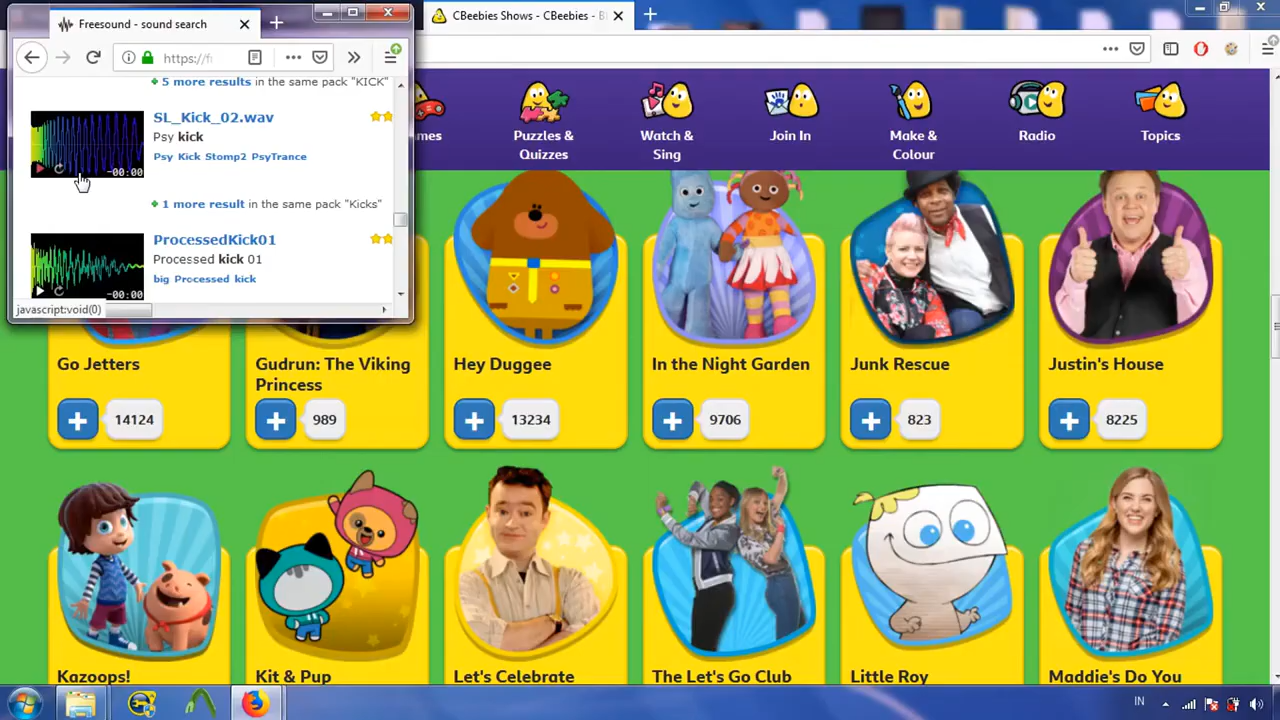 Freesound - sound search
https://f
5 more results in the same pack "KICK"
SL_Kick_02.wav
Psy kick
Psy Kick Stomp2 PsyTrance
-00:00
1 more result in the same pack "Kicks"
ProcessedKick01
Processed kick 01
big Processed kick
-00:00
javascript:void(0)
CBeebies Shows - CBeebies - B
mes
Puzzles &
Quizzes
Watch &
Sing
Join In
Make &
Colour
Radio
Topics
Go Jetters
Gudrun: The Viking
Princess
Hey Duggee
In the Night Garden
Junk Rescue
Justin's House
14124
989
13234
9706
823
8225
Kazoops!
Kit & Pup
Let's Celebrate
The Let's Go Club
Little Roy
Maddie's Do You
IN